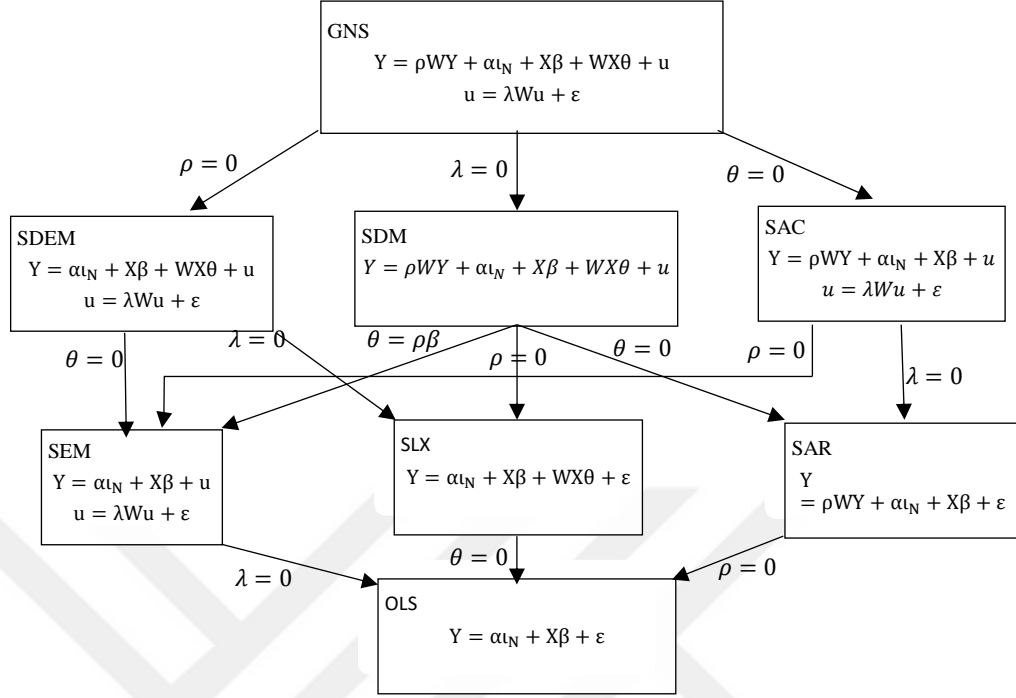 GNS
Y = ρWY + αι_N + Xβ + WXθ + u
u = λWu + ε
ρ = 0
λ = 0
θ = 0
SDEM
Y = αι_N + Xβ + WXθ + u
u = λWu + ε
SDM
Y = ρWY + αι_N + Xβ + WXθ + u
SAC
Y = ρWY + αι_N + Xβ + u
u = λWu + ε
θ = 0
λ = 0
θ = ρβ
ρ = 0
θ = 0
ρ = 0
λ = 0
SEM
Y = αι_N + Xβ + u
u = λWu + ε
SLX
Y = αι_N + Xβ + WXθ + ε
SAR
Y
= ρWY + αι_N + Xβ + ε
λ = 0
θ = 0
ρ = 0
OLS
Y = αι_N + Xβ + ε